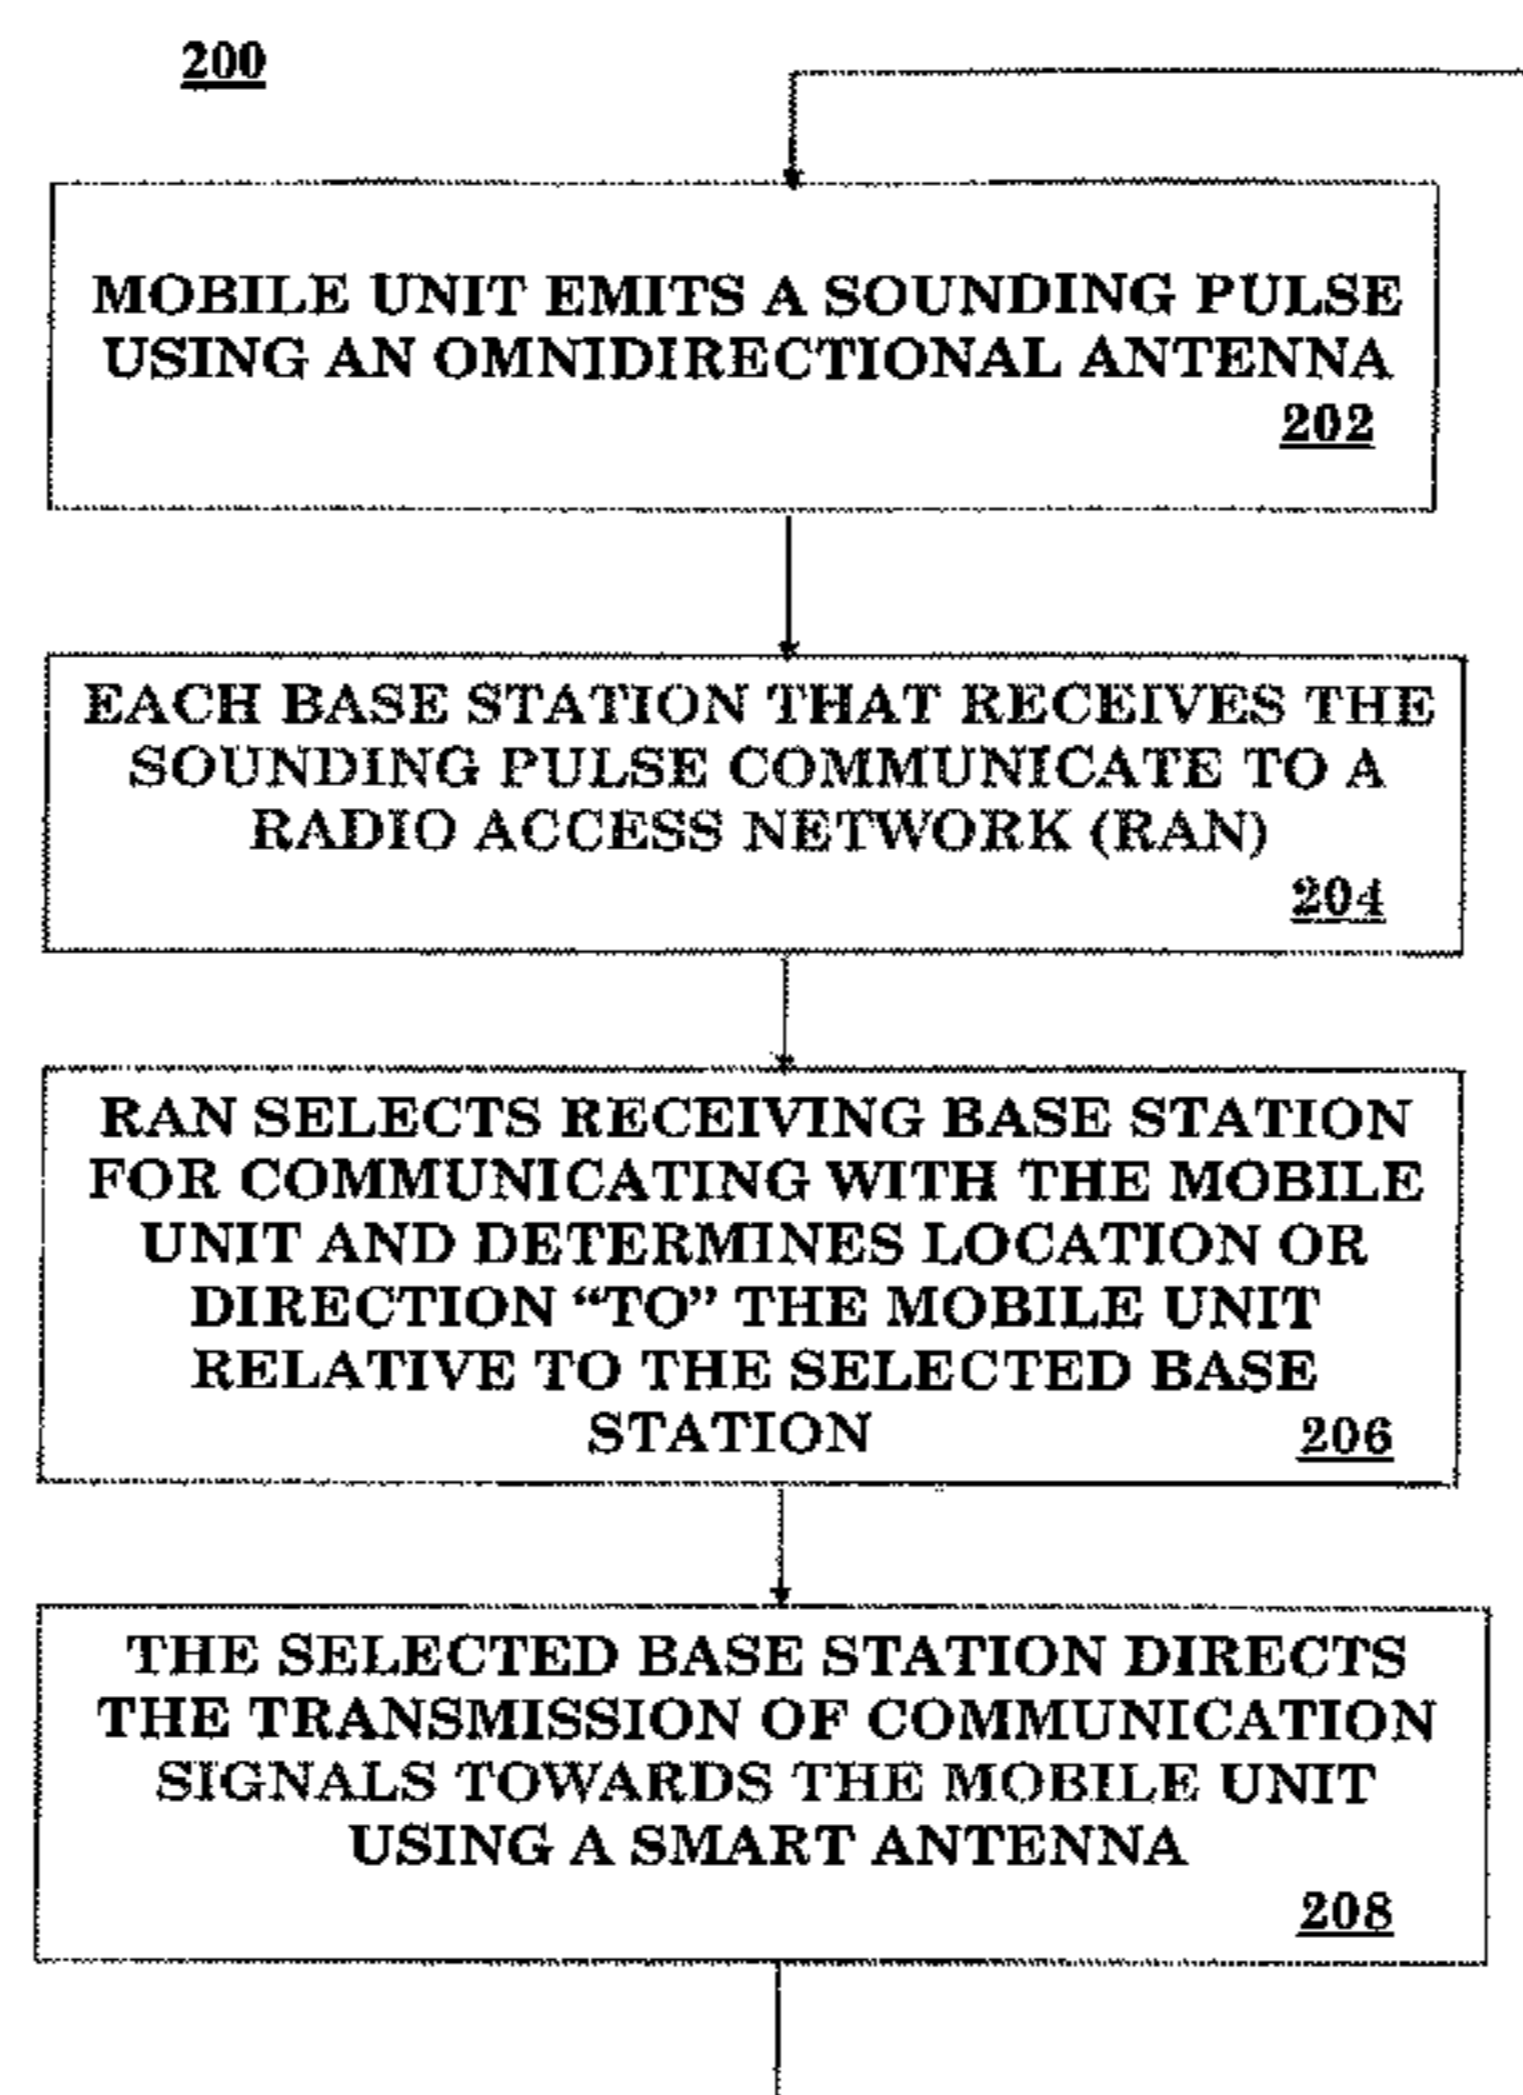 200
MOBILE UNIT EMITS A SOUNDING PULSE
USING AN OMNIDIRECTIONAL ANTENNA
202
EACH BASE STATION THAT RECEIVES THE
SOUNDING PULSE COMMUNICATE TO A
RADIO ACCESS NETWORK (RAN)
204
RAN SELECTS RECEIVING BASE STATION
FOR COMMUNICATING WITH THE MOBILE
UNIT AND DETERMINES LOCATION OR
DIRECTION “TO” THE MOBILE UNIT
RELATIVE TO THE SELECTED BASE
STATION 206
THE SELECTED BASE STATION DIRECTS
THE TRANSMISSION OF COMMUNICATION
SIGNALS TOWARDS THE MOBILE UNIT
USING A SMART ANTENNA
208